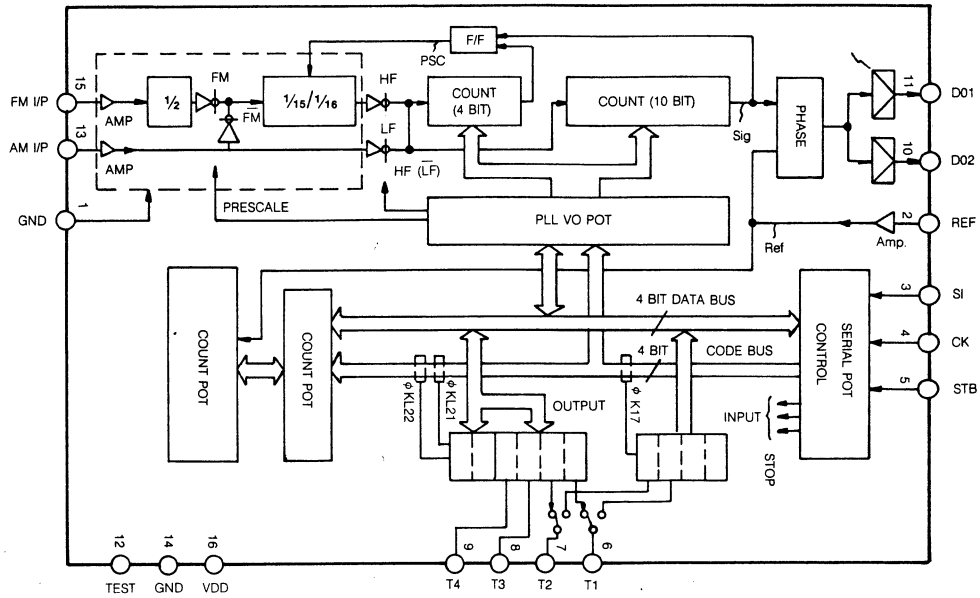 F/F
PSC
15
FM
HF
11
FM I/P
1/2
1/15/1/16
COUNT
(4 BIT)
COUNT (10 BIT)
PHASE
D01
AMP
FM
Sig
13
LF
10
AM I/P
D02
AMP
HF (LF)
1
PRESCALE
PLL VO POT
2
GND
REF
Ref
Amp.
3
SI
4 BIT DATA BUS
COUNT POT
COUNT POT
SERIAL POT
CONTROL
4
CK
4 BIT
CODE BUS
φ KL22
φ KL21
φ K17
5
STB
OUTPUT
INPUT
STOP
12
14
16
9
8
7
6
TEST
GND
VDD
T4
T3
T2
T1